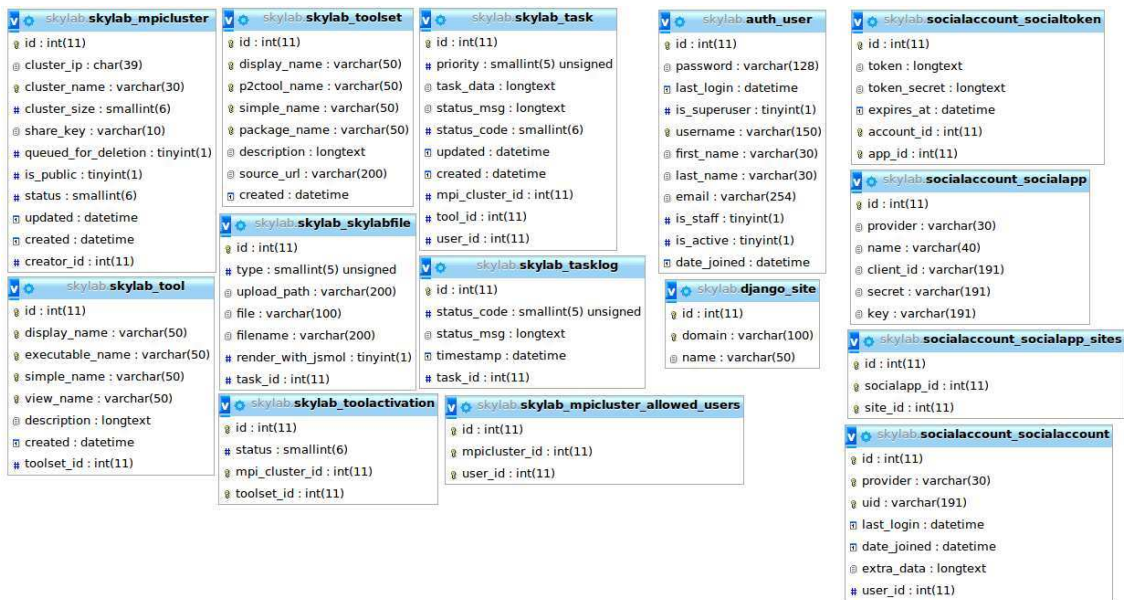 skylab.skylab_mpicluster
id : int(11)
cluster_ip : char(39)
cluster_name : varchar(30)
# cluster_size : smallint(6)
share_key : varchar(10)
# queued_for_deletion : tinyint(1)
# is_public : tinyint(1)
# status : smallint(6)
updated : datetime
created : datetime
# creator_id : int(11)
skylab.skylab_tool
id : int(11)
display_name : varchar(50)
executable_name : varchar(50)
simple_name : varchar(50)
view_name : varchar(50)
description : longtext
created : datetime
# toolset_id : int(11)
skylab.skylab_toolset
id : int(11)
display_name : varchar(50)
p2ctool_name : varchar(50)
simple_name : varchar(50)
package_name : varchar(50)
description : longtext
source_url : varchar(200)
created : datetime
skylab.skylab_skylabfile
id : int(11)
# type : smallint(5) unsigned
upload_path : varchar(200)
file : varchar(100)
filename : varchar(200)
# render_with_jsmol : tinyint(1)
# task_id : int(11)
skylab.skylab_toolactivation
id : int(11)
# status : smallint(6)
mpi_cluster_id : int(11)
toolset_id : int(11)
skylab.skylab_task
id : int(11)
# priority : smallint(5) unsigned
task_data : longtext
status_msg : longtext
# status_code : smallint(6)
updated : datetime
created : datetime
# mpi_cluster_id : int(11)
# tool_id : int(11)
# user_id : int(11)
skylab.skylab_tasklog
id : int(11)
# status_code : smallint(5) unsigned
status_msg : longtext
timestamp : datetime
# task_id : int(11)
skylab.skylab_mpicluster_allowed_users
id : int(11)
mpicluster_id : int(11)
user_id : int(11)
skylab.auth_user
id : int(11)
password : varchar(128)
last_login : datetime
# is_superuser : tinyint(1)
username : varchar(150)
first_name : varchar(30)
last_name : varchar(30)
email : varchar(254)
# is_staff : tinyint(1)
# is_active : tinyint(1)
date_joined : datetime
skylab.django_site
id : int(11)
domain : varchar(100)
name : varchar(50)
skylab.socialaccount_socialtoken
id : int(11)
token : longtext
token_secret : longtext
expires_at : datetime
account_id : int(11)
app_id : int(11)
skylab.socialaccount_socialapp
id : int(11)
provider : varchar(30)
name : varchar(40)
client_id : varchar(191)
secret : varchar(191)
key : varchar(191)
skylab.socialaccount_socialapp_sites
id : int(11)
socialapp_id : int(11)
site_id : int(11)
skylab.socialaccount_socialaccount
id : int(11)
provider : varchar(30)
uid : varchar(191)
last_login : datetime
date_joined : datetime
extra_data : longtext
# user_id : int(11)